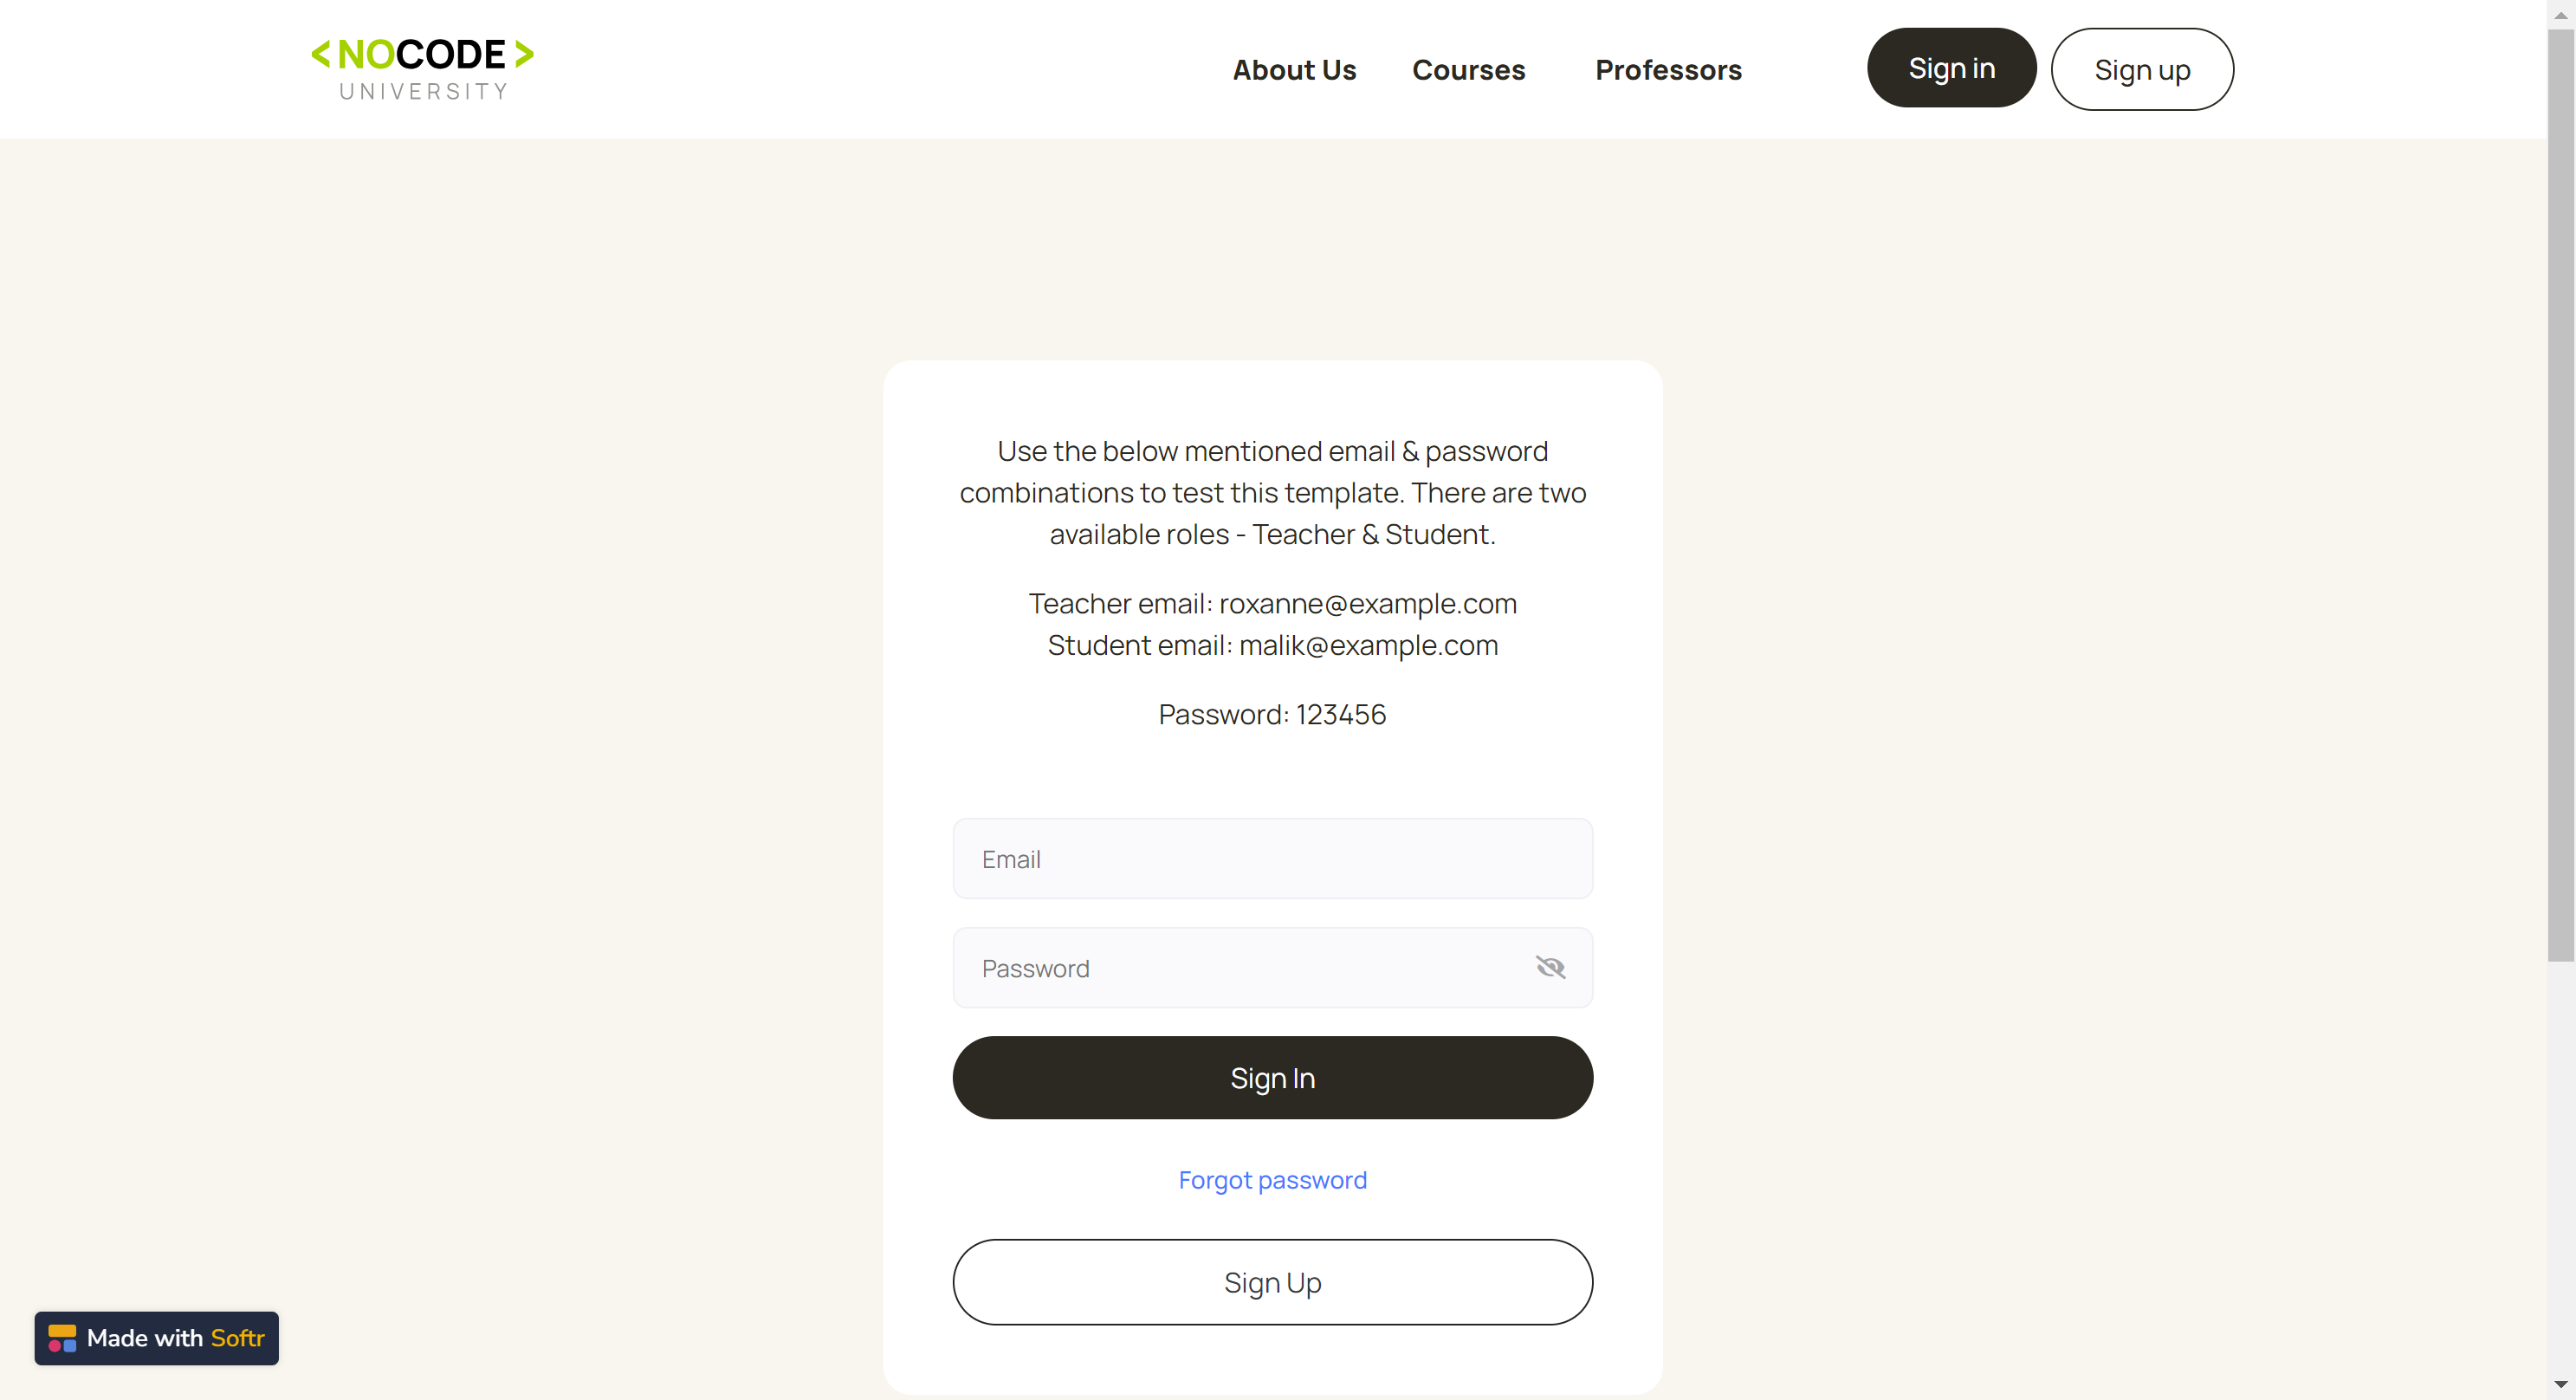 <NOCODE>
UNIVERSITY
About Us
Courses
Professors
Sign in
Sign up
Use the below mentioned email & password
combinations to test this template. There are two
available roles - Teacher & Student.
Teacher email: roxanne@example.com
Student email: malik@example.com
Password: 123456
Email
Password
Sign In
Forgot password
Sign Up
Made with Softr